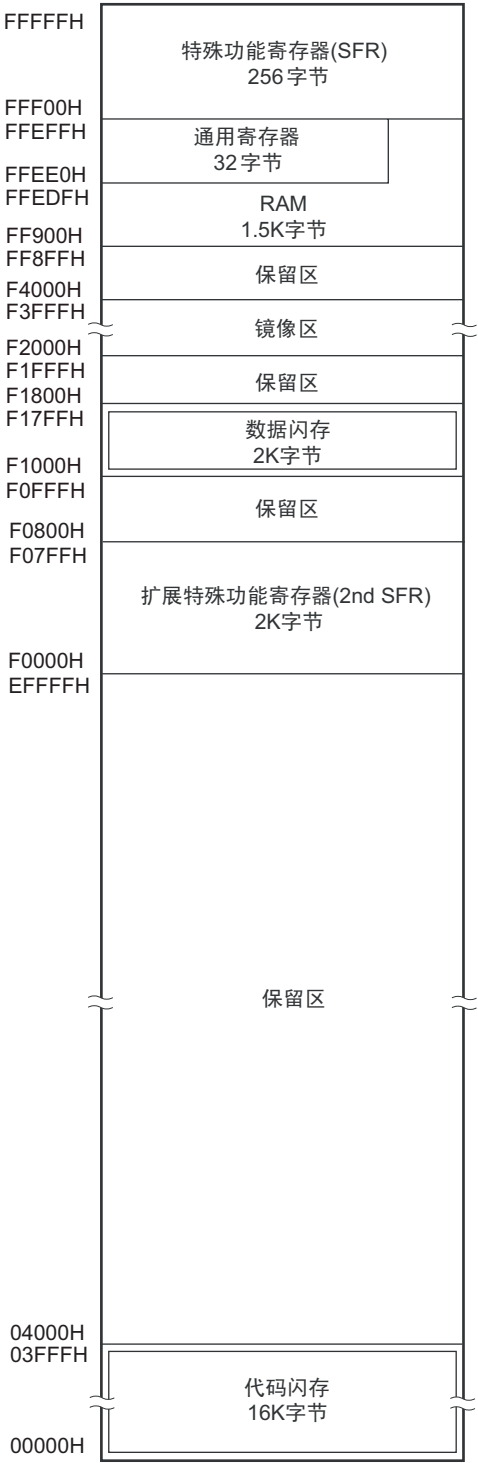 FFFFFH
特殊功能寄存器(SFR)
256字节
FFF00H
FFEFFH
通用寄存器
32字节
FFEE0H
FFEDFH
RAM
1.5K字节
FF900H
FF8FFH
保留区
F4000H
F3FFFH
镜像区
F2000H
F1FFFH
保留区
F1800H
F17FFH
数据闪存
2K字节
F1000H
F0FFFH
保留区
F0800H
F07FFH
扩展特殊功能寄存器(2nd SFR)
2K字节
F0000H
EFFFFH
保留区
04000H
03FFFH
代码闪存
16K字节
00000H